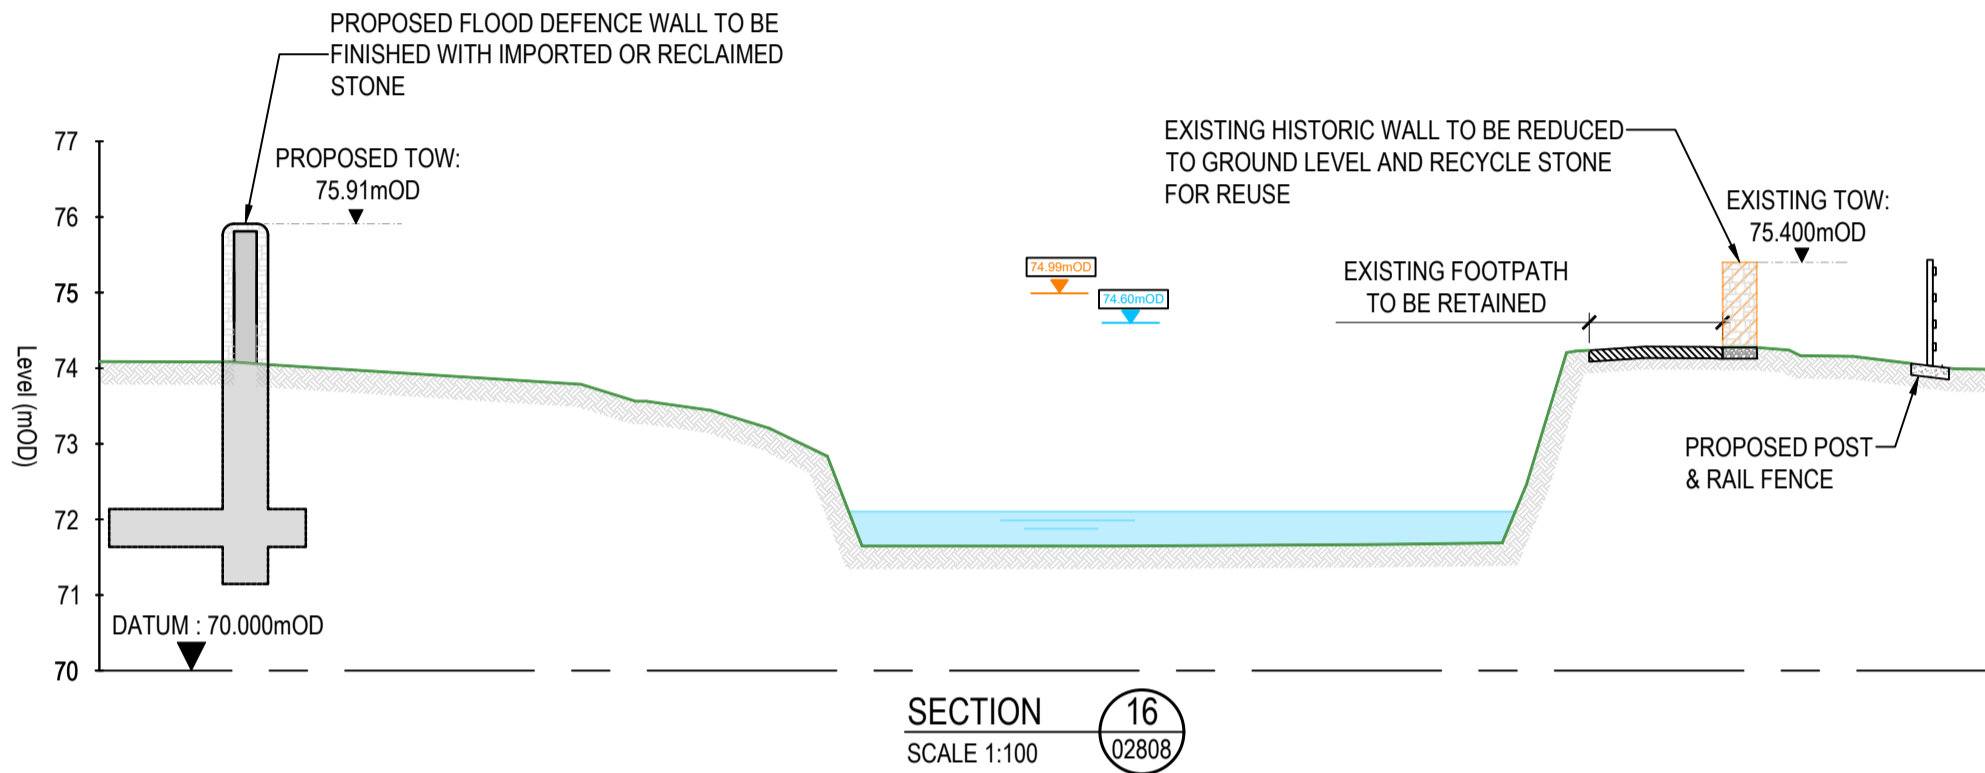 PROPOSED FLOOD DEFENCE WALL TO BE
FINISHED WITH IMPORTED OR RECLAIMED
STONE
PROPOSED TOW:
75.91mOD
EXISTING HISTORIC WALL TO BE REDUCED
TO GROUND LEVEL AND RECYCLE STONE
FOR REUSE
EXISTING TOW:
75.400mOD
74.99mOD
74.60mOD
EXISTING FOOTPATH
TO BE RETAINED
PROPOSED POST
& RAIL FENCE
Level (mOD)
77
76
75
74
73
72
71
70
DATUM : 70.000mOD
SECTION
SCALE 1:100
16
02808